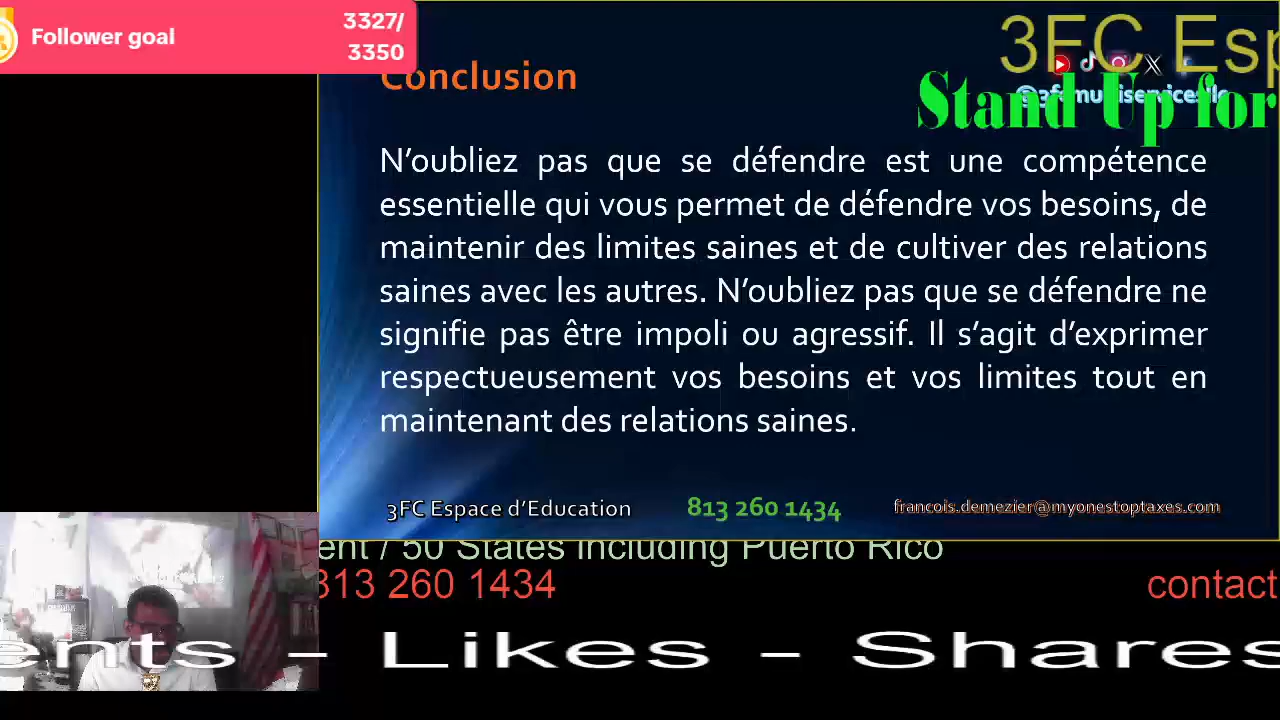 Follower goal
3327/
3350
3FC Esp
Conclusion
Stand Up for
N'oubliez pas que se défendre est une compétence
essentielle qui vous permet de défendre vos besoins, de
maintenir des limites saines et de cultiver des relations
saines avec les autres. N'oubliez pas que se défendre ne
signifie pas être impoli ou agressif. Il s'agit d'exprimer
respectueusement vos besoins et vos limites tout en
maintenant des relations saines.
3FC Espace d'Education 813 260 1434 francois.demezier@myonestoptaxes.com
ent / 50 States Including Puerto Rico
813 260 1434 contact
ents - Likes - Shares